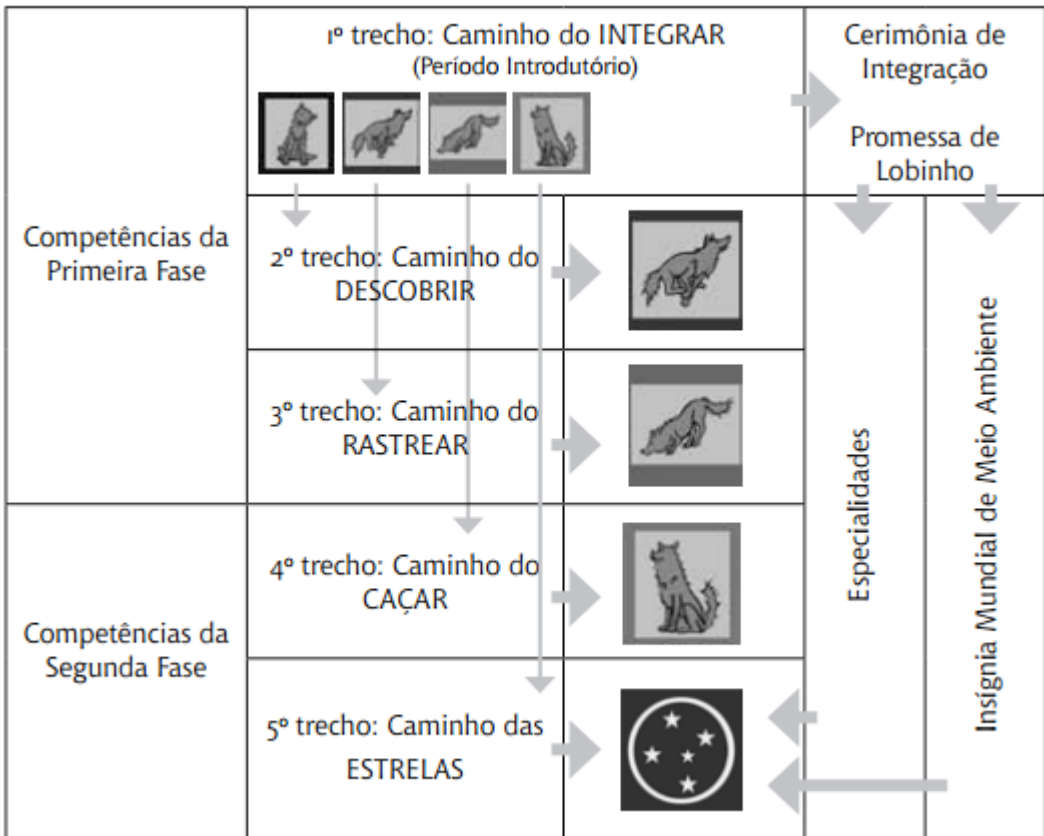 1º trecho: Caminho do INTEGRAR
(Período Introdutório)
Cerimônia de
Integração
Promessa de
Lobinho
Competências da
Primeira Fase
2º trecho: Caminho do
DESCOBRIR
3º trecho: Caminho do
RASTREAR
Competências da
Segunda Fase
4º trecho: Caminho do
CAÇAR
5º trecho: Caminho das
ESTRELAS
Especialidades
Insígnia Mundial de Meio Ambiente